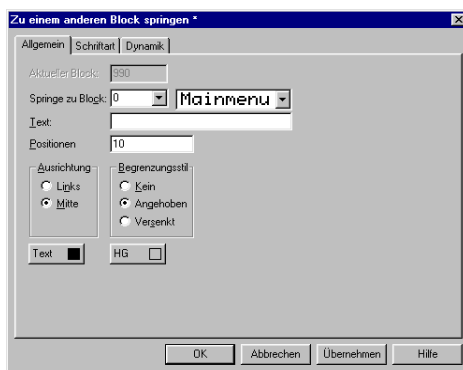 Zu einem anderen Block springen *
Allgemein Schriftart Dynamik
Aktueller Block: 990
Springe zu Block: 0 Mainmenu
Text:
Positionen 10
Ausrichtung Begrenzungsstil
Links Kein
Mitte Angehoben
Versenkt
Text HG
OK Abbrechen Übernehmen Hilfe